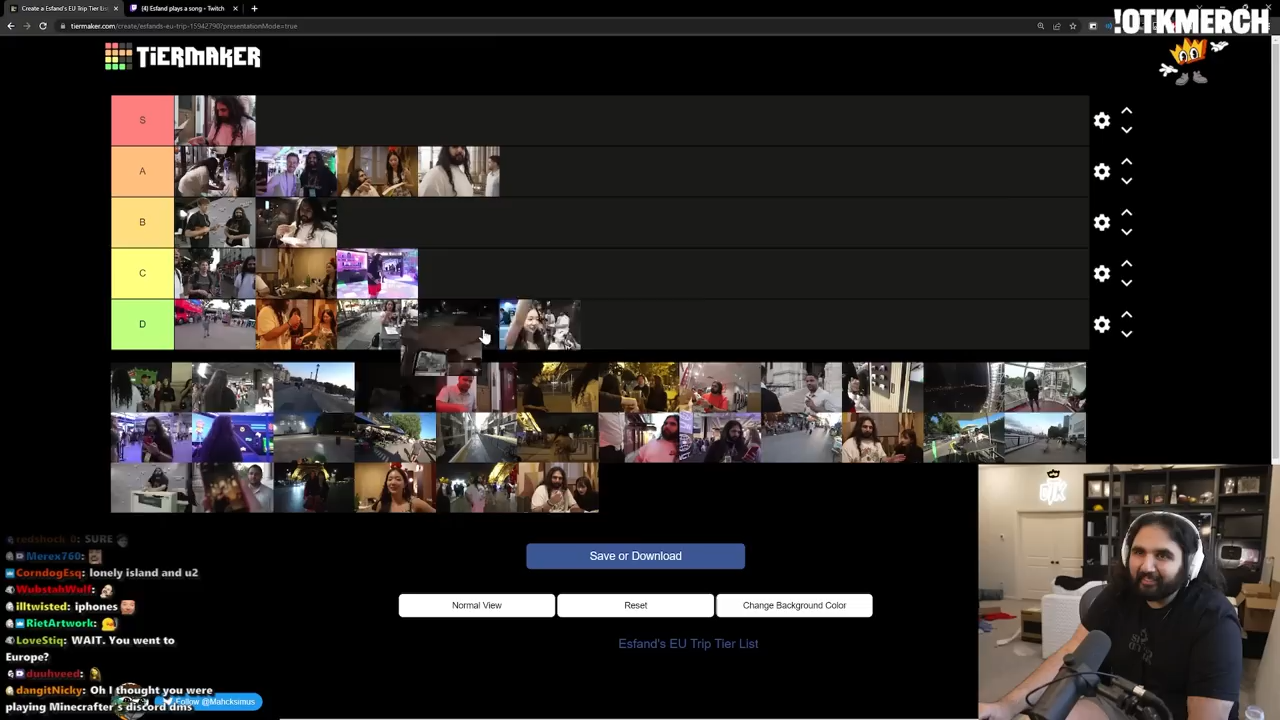 Create a Esfand's EU Trip Tier Lis
(4) Esfand plays a song - Twitch
tiermaker.com/create/esfands-eu-trip-15942790?presentationMode=true
!OTKMERCH
TiERMAKER
S
A
B
C
D
Save or Download
Normal View
Reset
Change Background Color
Esfand's EU Trip Tier List
redshock_0: SURE
Merex760:
CorndogEsq: lonely island and u2
WubstahWulf:
illtwisted: iphones
RietArtwork:
LoveStiq: WAIT. You went to
Europe?
duuhveed:
dangitNicky: Oh I thought you were
playing Minecrafter's discord dms
Follow @Mahcksimus